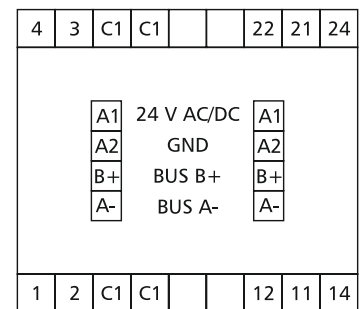 4 3 C1 C1 22 21 24
A1 24 V AC/DC A1
A2 GND A2
B+ BUS B+ B+
A- BUS A- A-
1 2 C1 C1 12 11 14